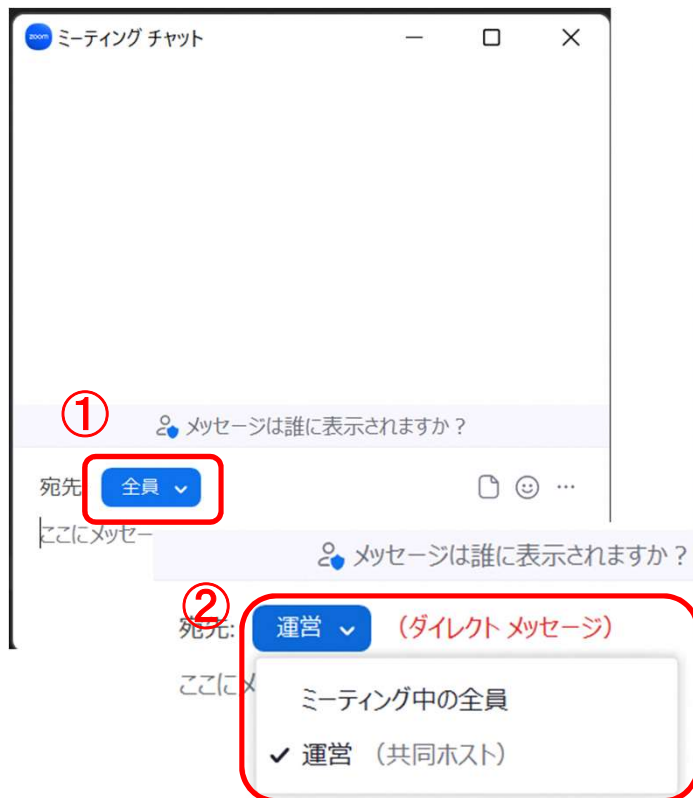 zoom ミーティング チャット
①
メッセージは誰に表示されますか？
宛先 全員
ここにメッセー
メッセージは誰に表示されますか？
②
宛先: 運営 （ダイレクト メッセージ）
ここにメ
ミーティング中の全員
運営 （共同ホスト）